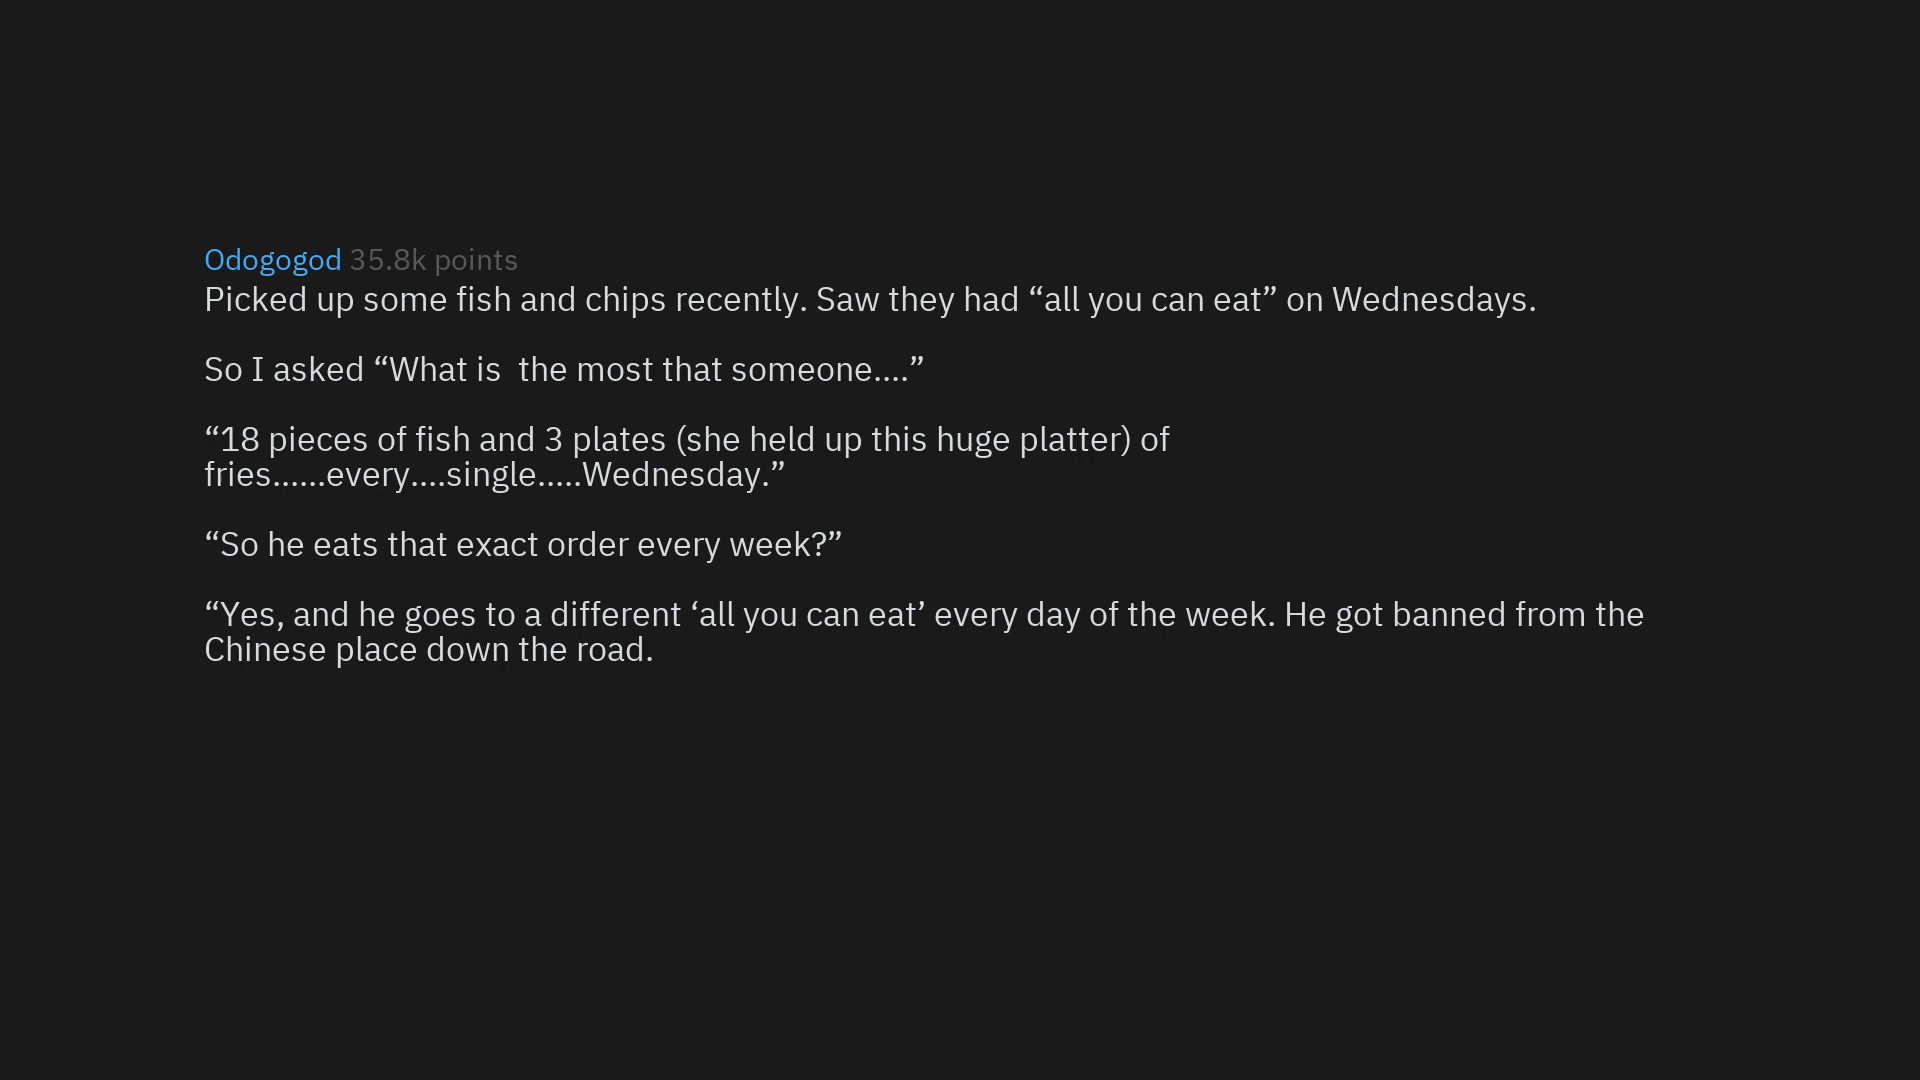 Odogogod 35.8k points
Picked up some fish and chips recently. Saw they had “all you can eat” on Wednesdays.
So I asked “What is  the most that someone....”
“18 pieces of fish and 3 plates (she held up this huge platter) of
fries......every....single.....Wednesday.”
“So he eats that exact order every week?”
“Yes, and he goes to a different ‘all you can eat’ every day of the week. He got banned from the
Chinese place down the road.